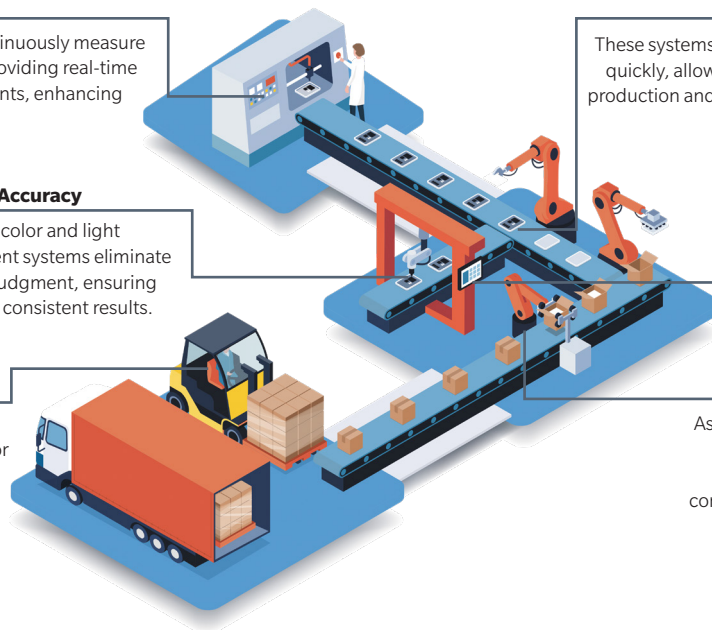 inuously measure
oviding real-time
nts, enhancing
Accuracy
color and light
ent systems eliminate
udgment, ensuring
consistent results.
or
These systems
quickly, allow
production and
As
con